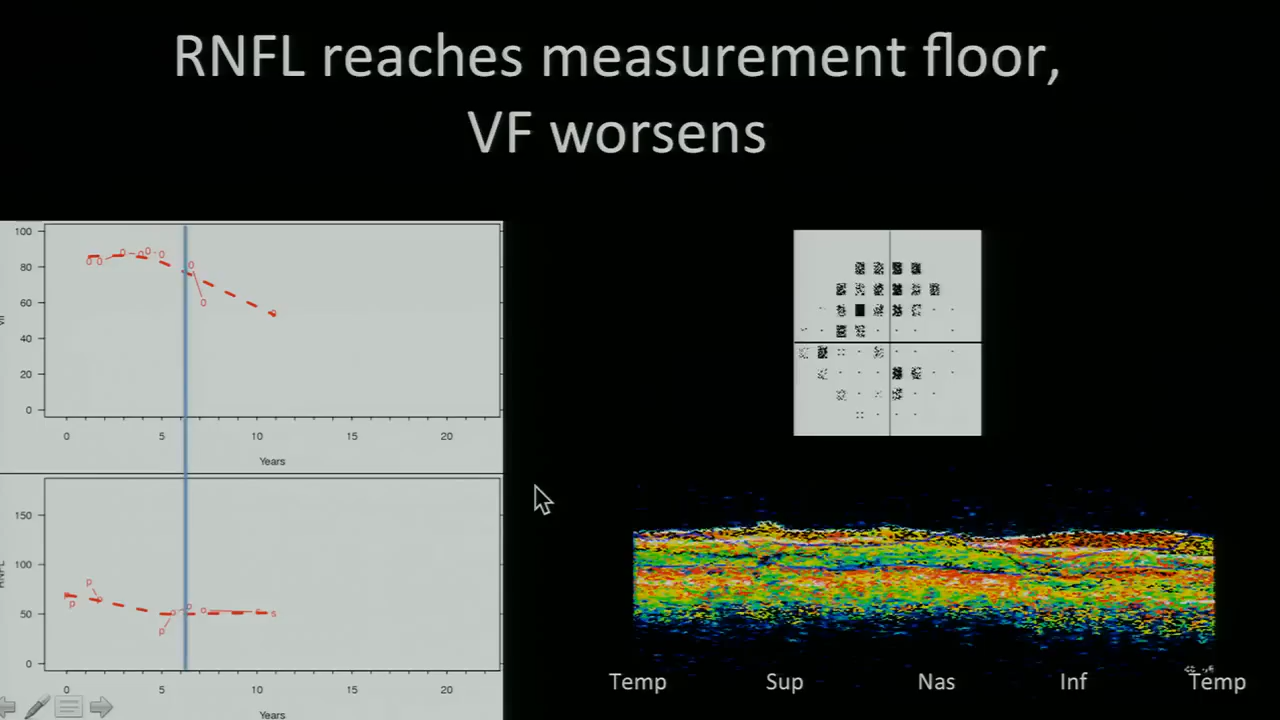 RNFL reaches measurement floor,
VF worsens
100
80
60
40
20
0
0 5 10 15 20
Years
150
100
50
0
RNFL
0 5 10 15 20
Years
Temp Sup Nas Inf Temp